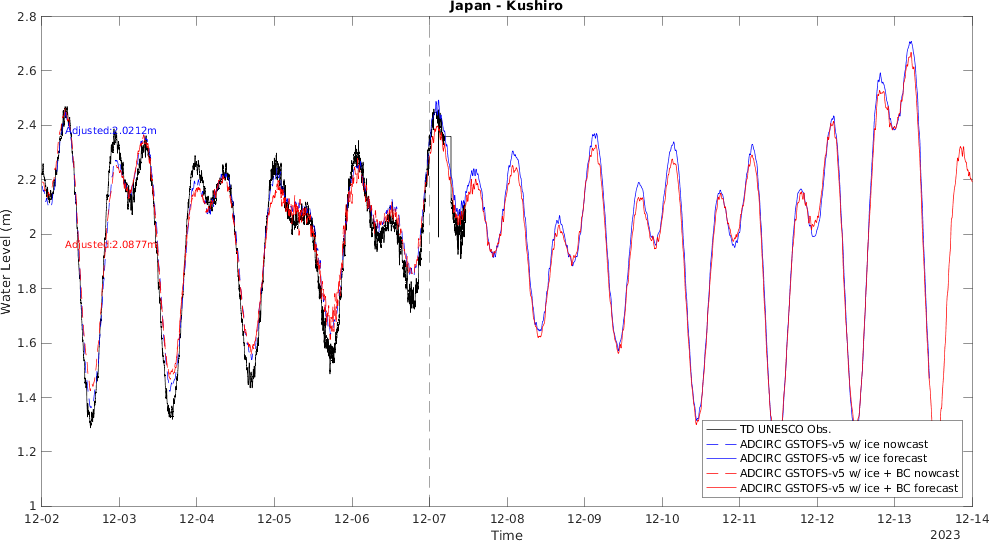 Japan - Kushiro
2.8
2.6
2.4
2.2
2
1.8
1.6
1.4
1.2
1
Water Level (m)
Adjusted:2.0212m
Adjusted:2.0877m
TD UNESCO Obs.
ADCIRC GSTOFS-v5 w/ ice nowcast
ADCIRC GSTOFS-v5 w/ ice forecast
ADCIRC GSTOFS-v5 w/ ice + BC nowcast
ADCIRC GSTOFS-v5 w/ ice + BC forecast
12-02 12-03 12-04 12-05 12-06 12-07 12-08 12-09 12-10 12-11 12-12 12-13 12-14
Time
2023